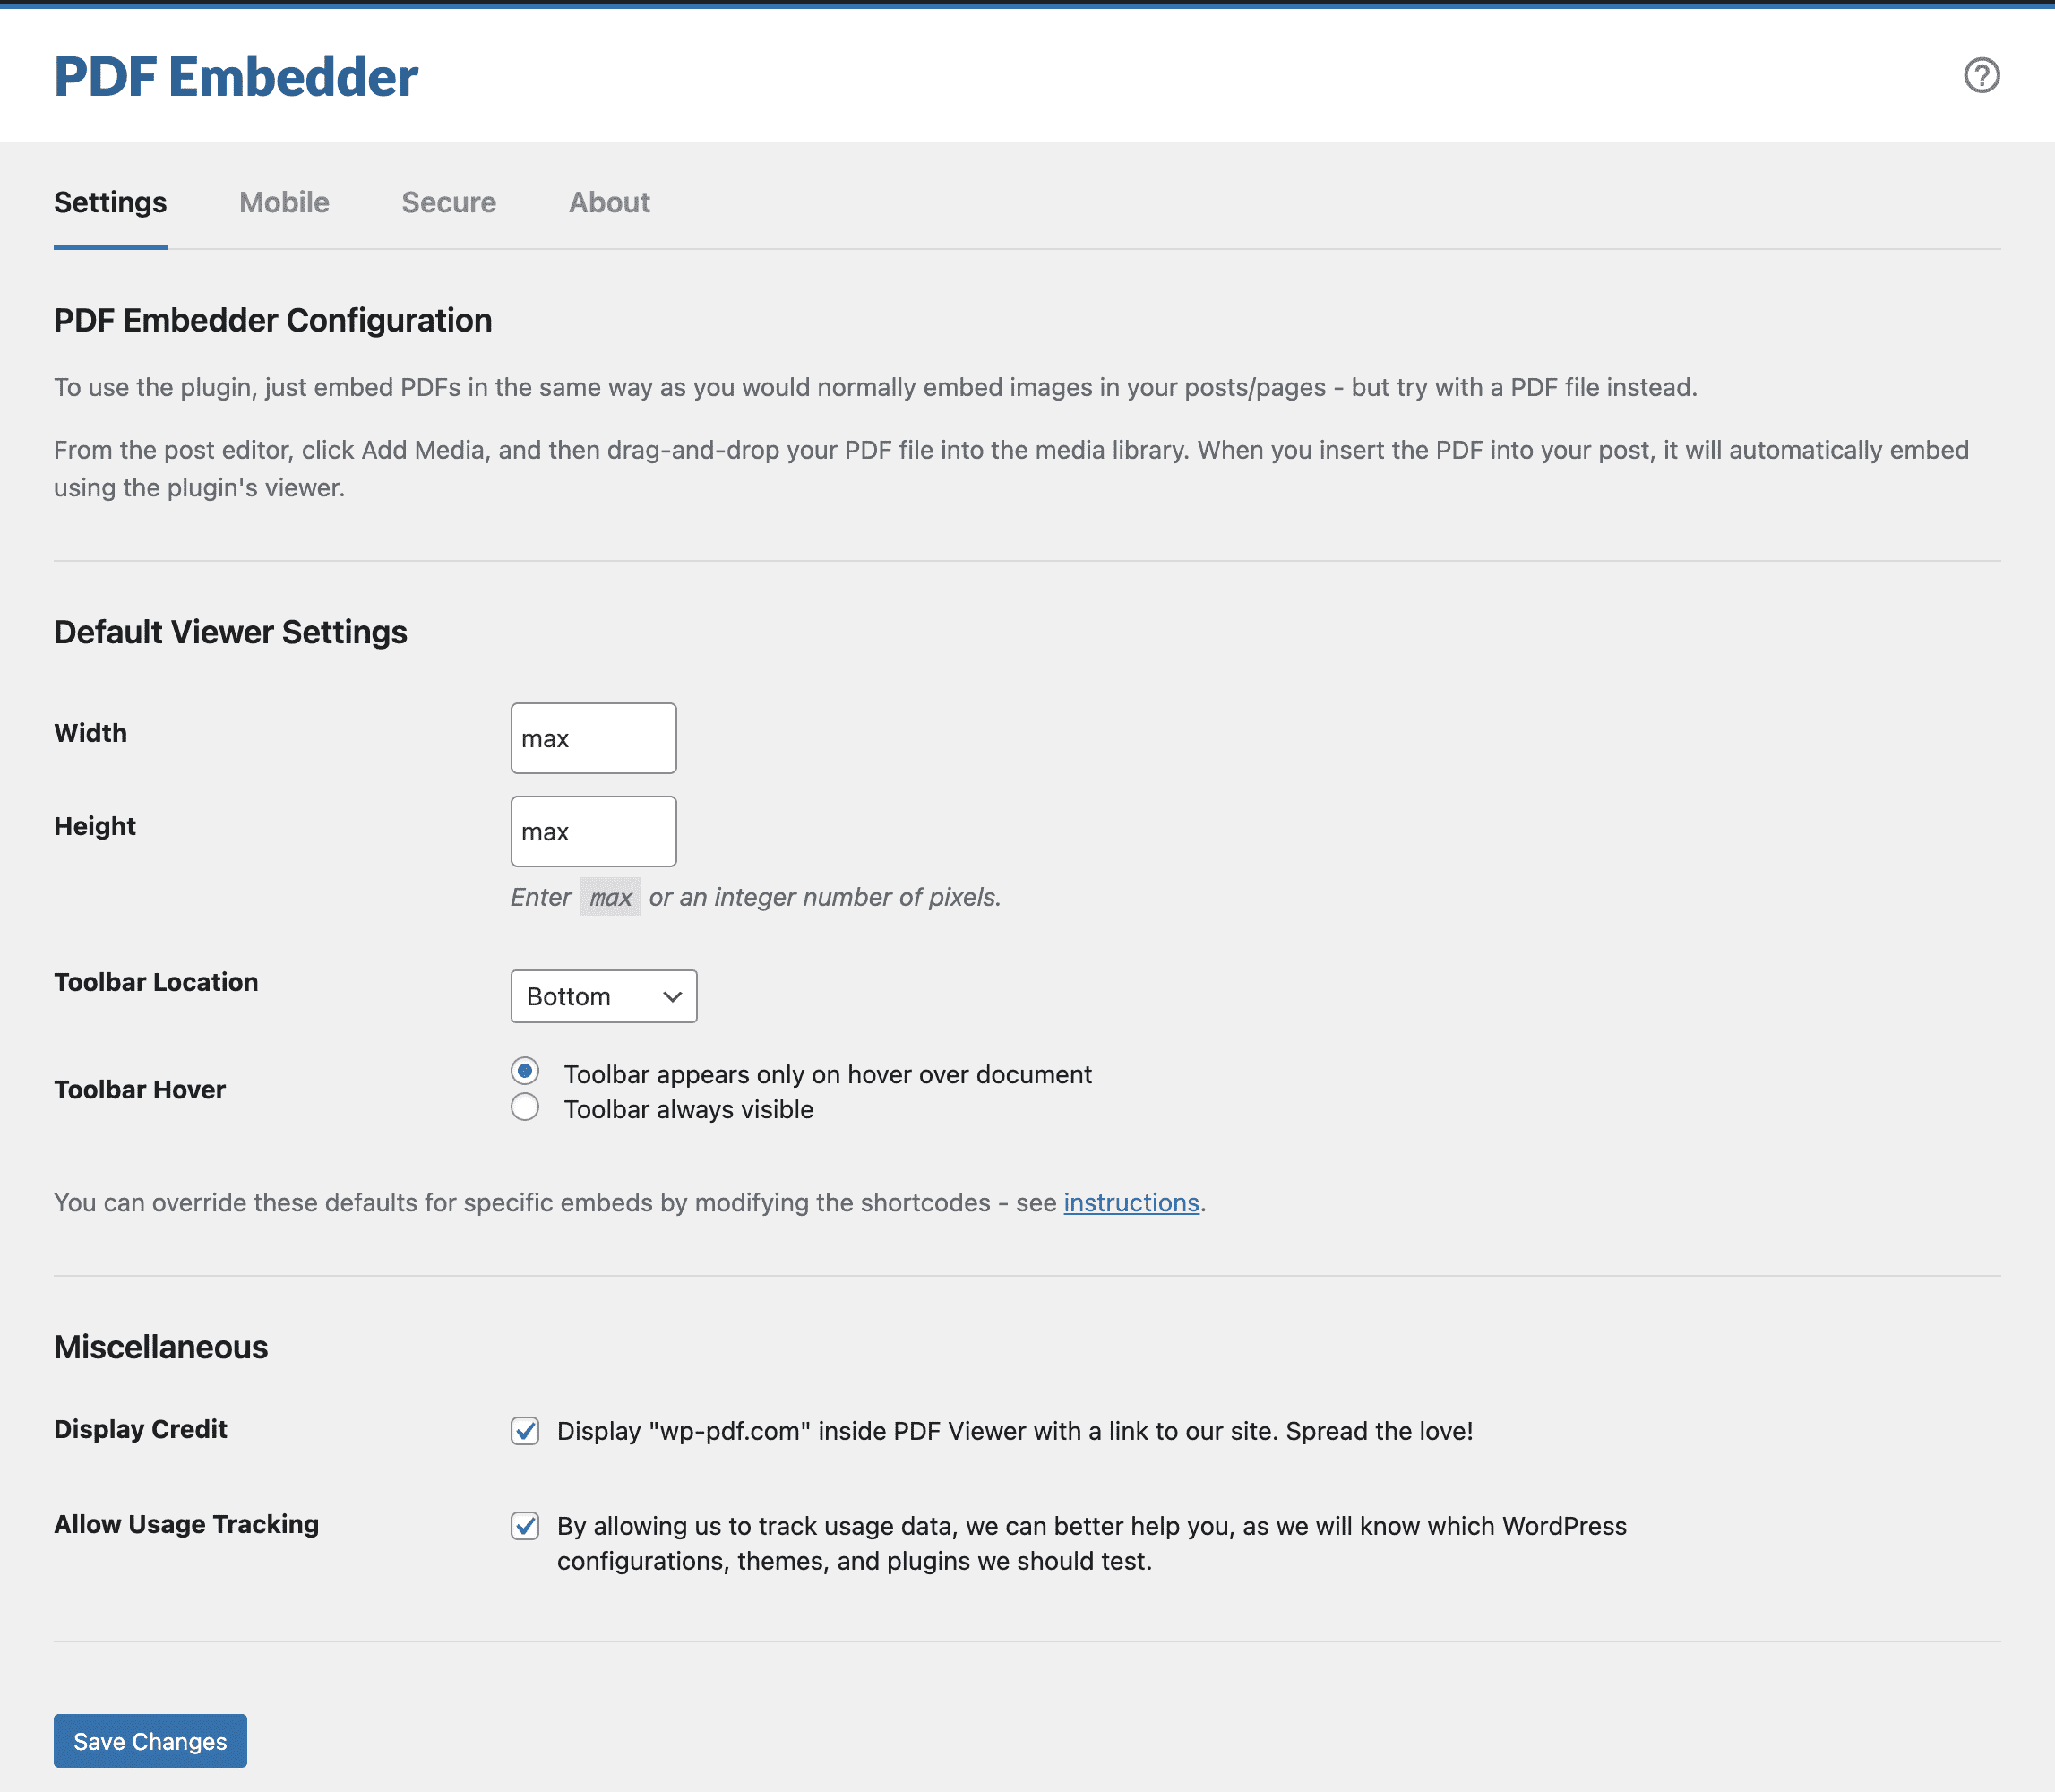 PDF Embedder
?
Settings Mobile Secure About
PDF Embedder Configuration
To use the plugin, just embed PDFs in the same way as you would normally embed images in your posts/pages - but try with a PDF file instead.
From the post editor, click Add Media, and then drag-and-drop your PDF file into the media library. When you insert the PDF into your post, it will automatically embed
using the plugin's viewer.
Default Viewer Settings
Width max
Height max
Enter max or an integer number of pixels.
Toolbar Location Bottom
Toolbar Hover
Toolbar appears only on hover over document
Toolbar always visible
You can override these defaults for specific embeds by modifying the shortcodes - see instructions.
Miscellaneous
Display Credit Display "wp-pdf.com" inside PDF Viewer with a link to our site. Spread the love!
Allow Usage Tracking By allowing us to track usage data, we can better help you, as we will know which WordPress
configurations, themes, and plugins we should test.
Save Changes